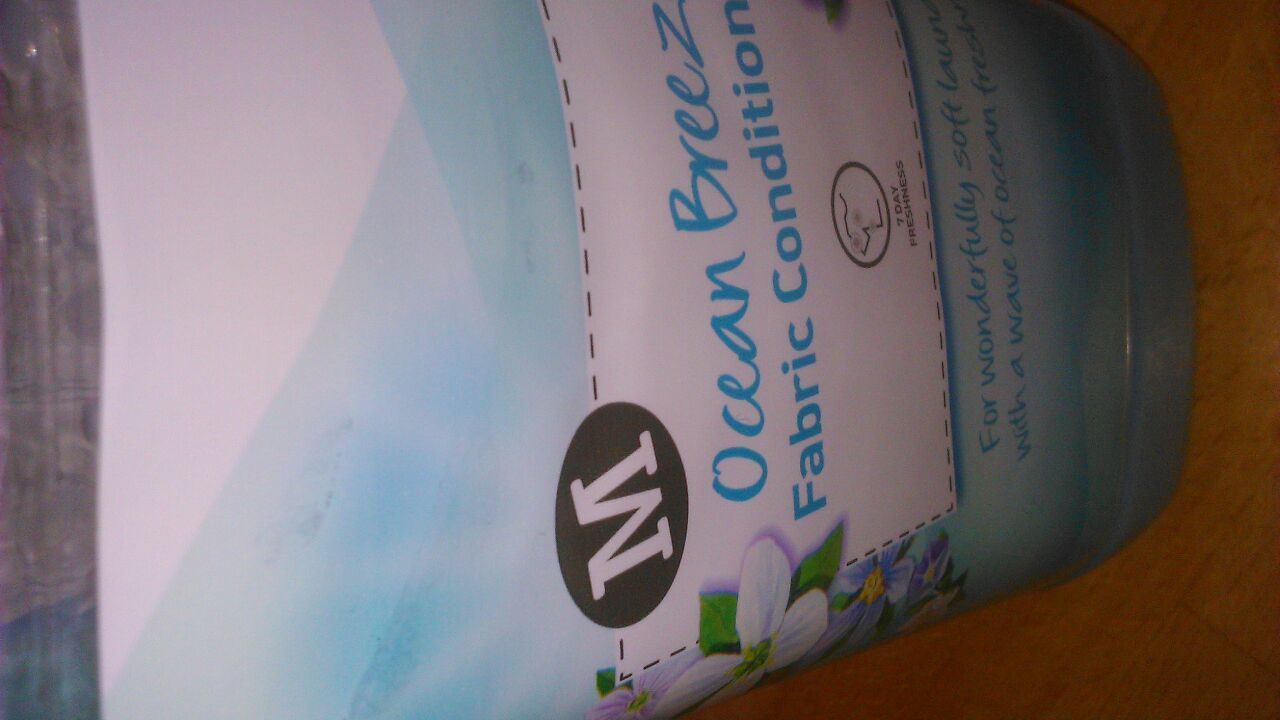 M
Ocean Breez
Fabric Condition
7 DAY
FRESHNESS
For wonderfully soft laun
with a wave of ocean fresh